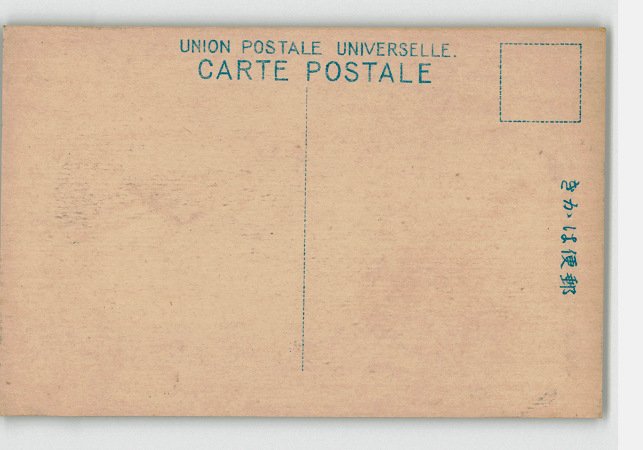 UNION POSTALE UNIVERSELLE.
CARTE POSTALE
きかは便郵